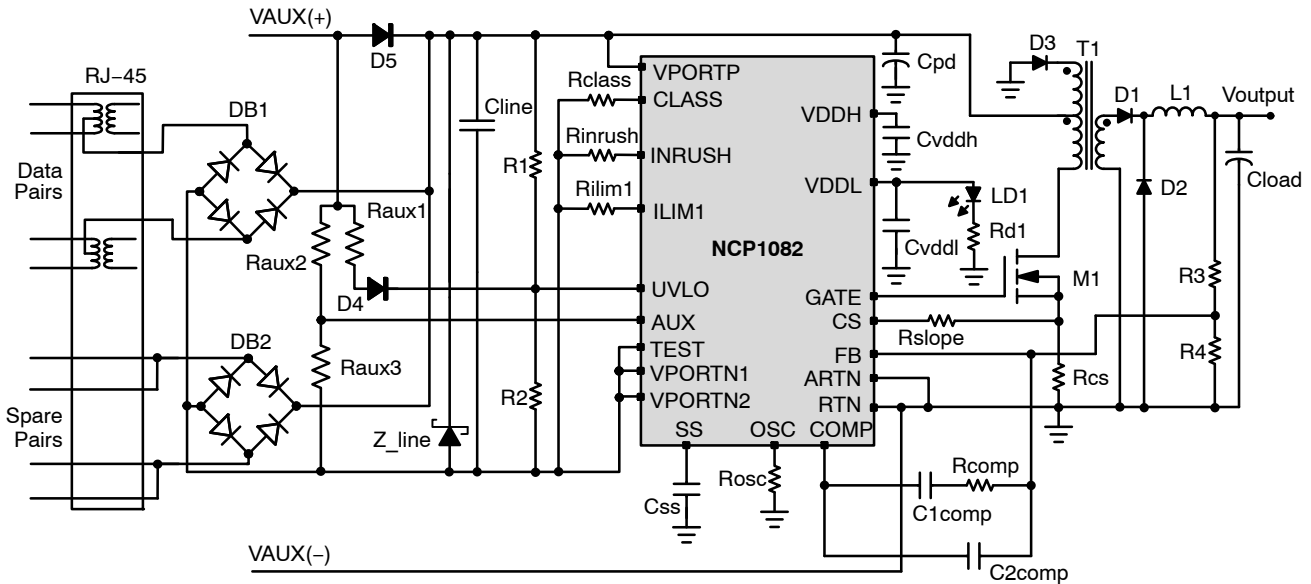 VAUX(+)
D5
RJ−45
DB1
Data
Pairs
Raux1
Raux2
D4
DB2
Raux3
Spare
Pairs
Z_line
Cline
R1
R2
Rclass
Rinrush
Rilim1
VPORTP
CLASS
INRUSH
ILIM1
NCP1082
UVLO
AUX
TEST
VPORTN1
VPORTN2
SS
OSC
COMP
VDDH
VDDL
GATE
CS
FB
ARTN
RTN
Cpd
Cvddh
Cvddl
LD1
Rd1
M1
Rslope
Rcs
D3
T1
D1
L1
Voutput
Cload
D2
R3
R4
Css
Rosc
Rcomp
C1comp
C2comp
VAUX(−)